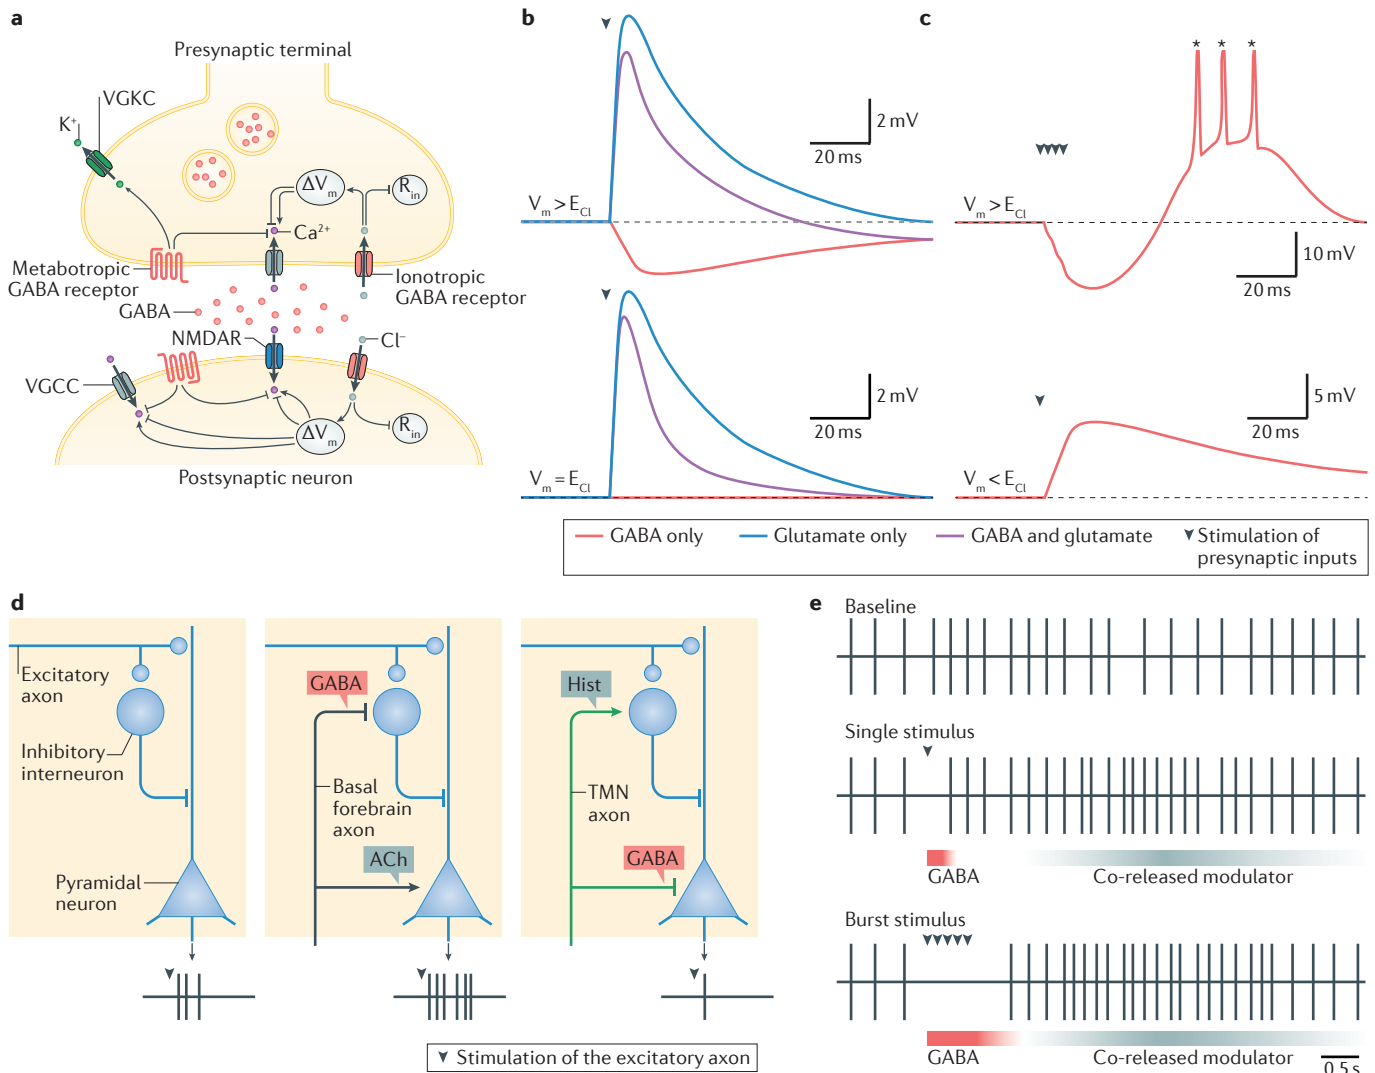 a
Presynaptic terminal
VGKC
K⁺
ΔVₘ
Rᵢₙ
Ca²⁺
Metabotropic
GABA receptor
Ionotropic
GABA receptor
GABA
NMDAR
Cl⁻
VGCC
ΔVₘ
Rᵢₙ
Postsynaptic neuron
b
2 mV
20 ms
Vₘ > E_Cl
2 mV
20 ms
Vₘ = E_Cl
c
* * *
Vₘ > E_Cl
10 mV
20 ms
5 mV
20 ms
Vₘ < E_Cl
GABA only
Glutamate only
GABA and glutamate
Stimulation of
presynaptic inputs
d
Excitatory
axon
Inhibitory
interneuron
Pyramidal
neuron
GABA
Basal
forebrain
axon
ACh
Hist
TMN
axon
GABA
Stimulation of the excitatory axon
e
Baseline
Single stimulus
GABA
Co-released modulator
Burst stimulus
GABA
Co-released modulator
0.5 s